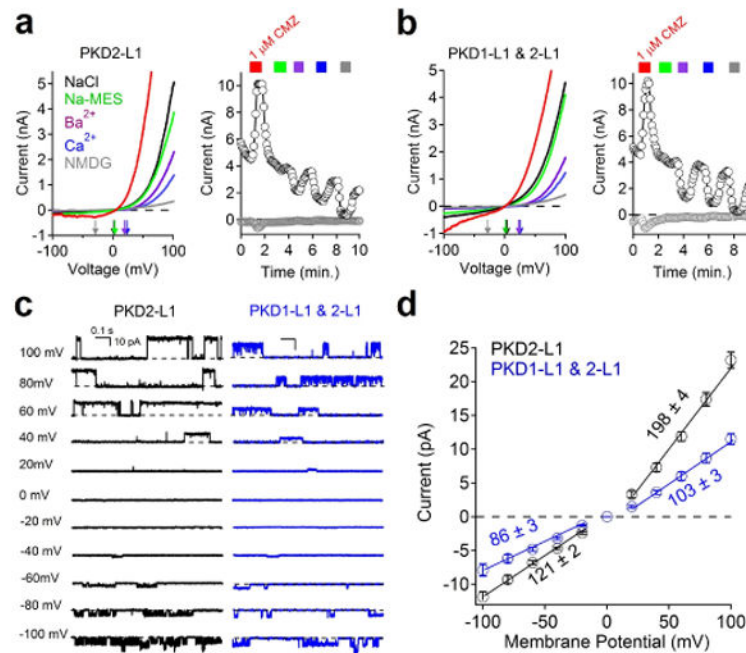 a
PKD2-L1
1 μM CMZ
NaCl
Na-MES
Ba2+
Ca2+
NMDG
Current (nA)
5
4
3
2
1
0
-1
-100 0 100
Voltage (mV)
Current (nA)
10
8
6
4
2
0
0 2 4 6 8 10
Time (min.)
b
PKD1-L1 & 2-L1
1 μM CMZ
Current (nA)
5
4
3
2
1
0
-1
-100 0 100
Voltage (mV)
Current (nA)
10
8
6
4
2
0
0 2 4 6 8
Time (min.)
c
PKD2-L1 PKD1-L1 & 2-L1
0.1 s
10 pA
100 mV
80mV
60 mV
40 mV
20mV
0 mV
-20 mV
-40 mV
-60mV
-80 mV
-100 mV
d
PKD2-L1
PKD1-L1 & 2-L1
198 ± 4
103 ± 3
86 ± 3
121 ± 2
Current (pA)
25
20
15
10
5
0
-5
-10
-100 -50 0 50 100
Membrane Potential (mV)